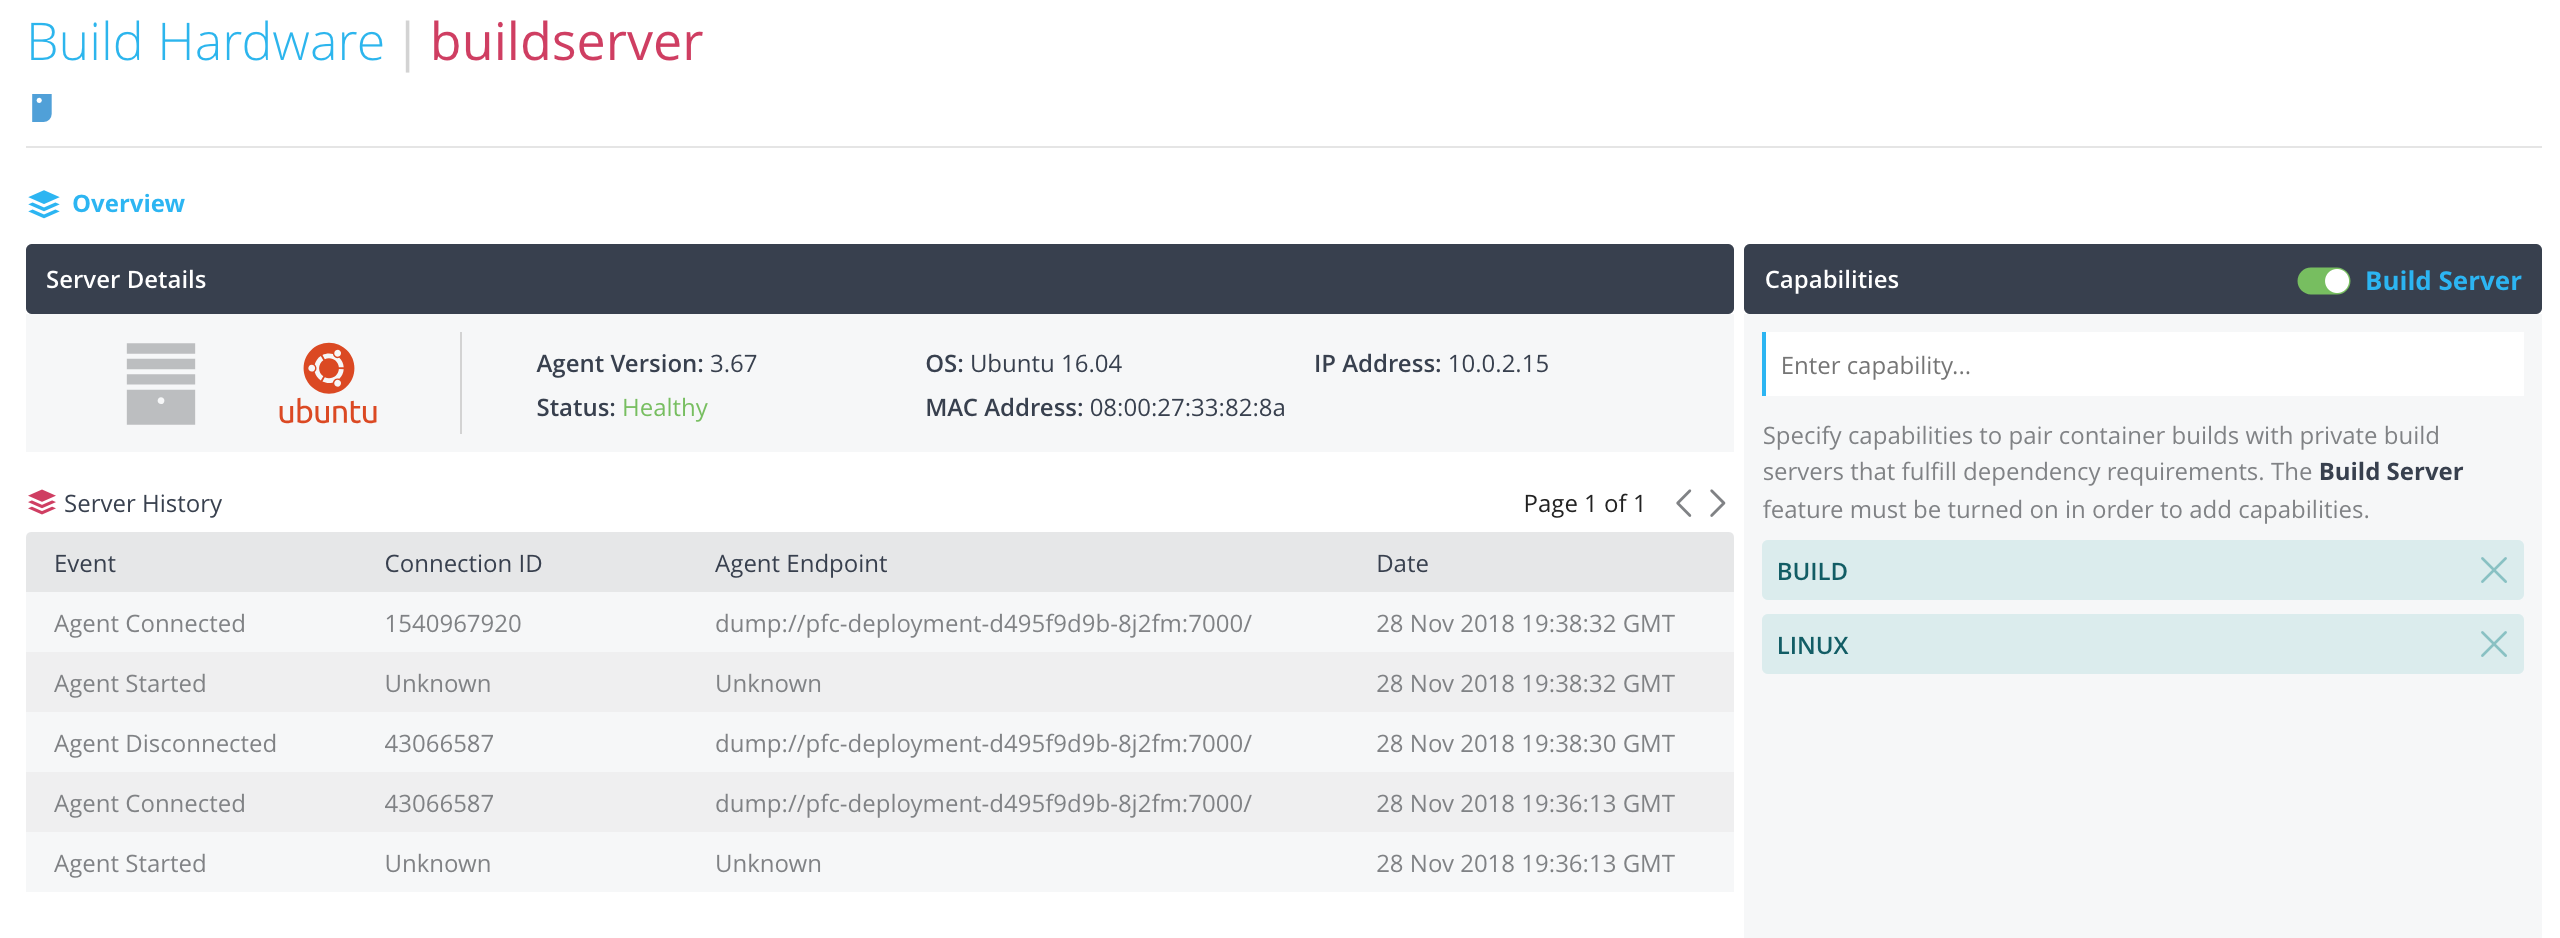 Build Hardware | buildserver
Overview
Server Details
ubuntu
Agent Version: 3.67 OS: Ubuntu 16.04 IP Address: 10.0.2.15
Status: Healthy MAC Address: 08:00:27:33:82:8a
Server History Page 1 of 1
Event Connection ID Agent Endpoint Date
Agent Connected 1540967920 dump://pfc-deployment-d495f9d9b-8j2fm:7000/ 28 Nov 2018 19:38:32 GMT
Agent Started Unknown Unknown 28 Nov 2018 19:38:32 GMT
Agent Disconnected 43066587 dump://pfc-deployment-d495f9d9b-8j2fm:7000/ 28 Nov 2018 19:38:30 GMT
Agent Connected 43066587 dump://pfc-deployment-d495f9d9b-8j2fm:7000/ 28 Nov 2018 19:36:13 GMT
Agent Started Unknown Unknown 28 Nov 2018 19:36:13 GMT
Capabilities Build Server
Enter capability...
Specify capabilities to pair container builds with private build
servers that fulfill dependency requirements. The Build Server
feature must be turned on in order to add capabilities.
BUILD
LINUX